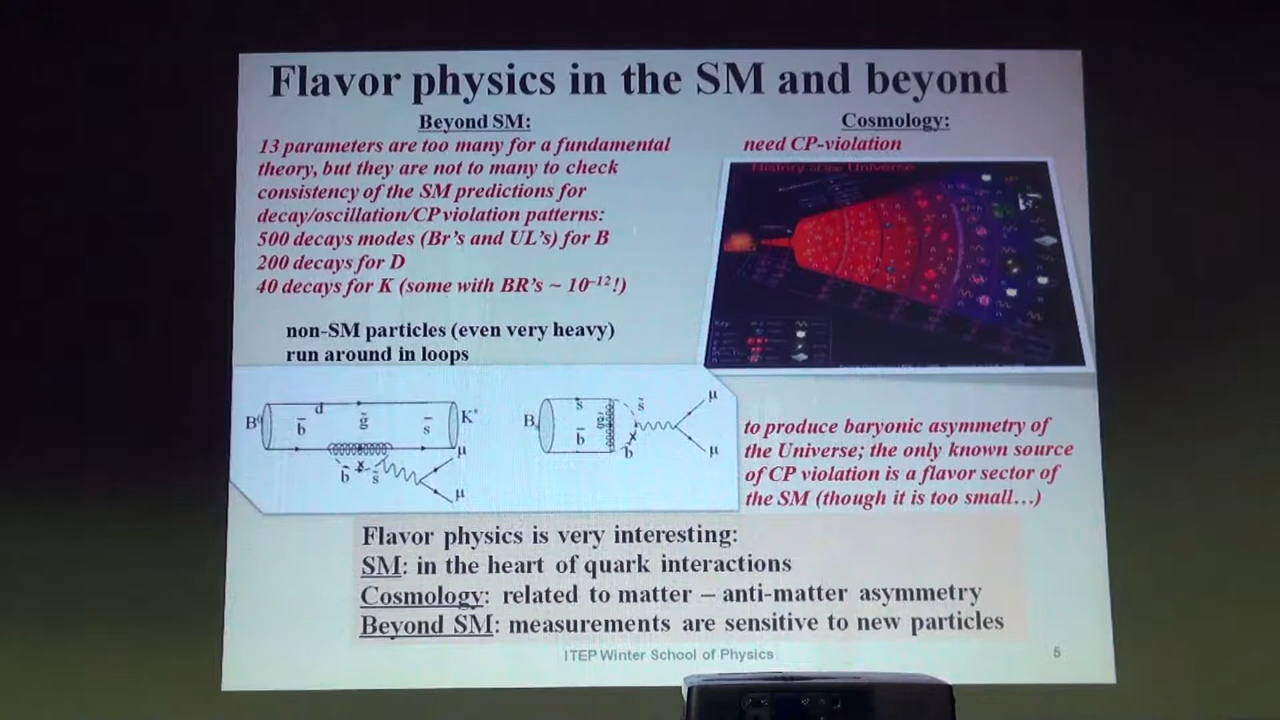 Flavor physics in the SM and beyond
Beyond SM:
13 parameters are too many for a fundamental
theory, but they are not to many to check
consistency of the SM predictions for
decay/oscillation/CP violation patterns:
500 decays modes (Br's and UL's) for B
200 decays for D
40 decays for K (some with BR's ~ 10⁻¹²!)
non-SM particles (even very heavy)
run around in loops
Cosmology:
need CP-violation
History of the Universe
B⁰ d b̄ g̃ s̄ K* μ
b̃ s̃ μ
B s s̃ μ
b̄ g̃ b̃ μ
to produce baryonic asymmetry of
the Universe; the only known source
of CP violation is a flavor sector of
the SM (though it is too small…)
Flavor physics is very interesting:
SM: in the heart of quark interactions
Cosmology: related to matter – anti-matter asymmetry
Beyond SM: measurements are sensitive to new particles
ITEP Winter School of Physics
5